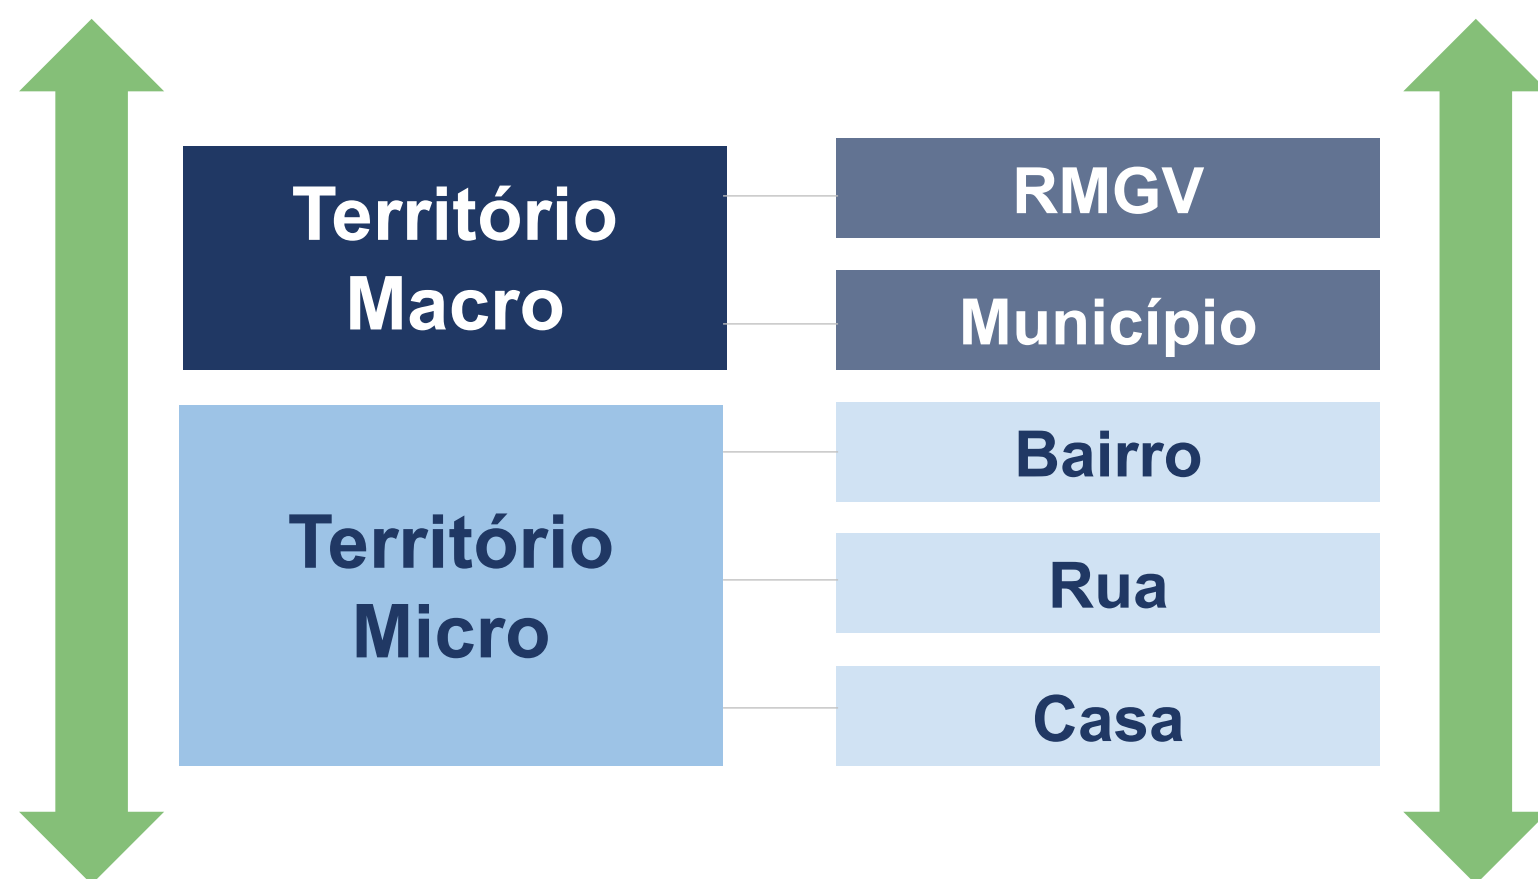 Território
Macro
RMGV
Município
Território
Micro
Bairro
Rua
Casa